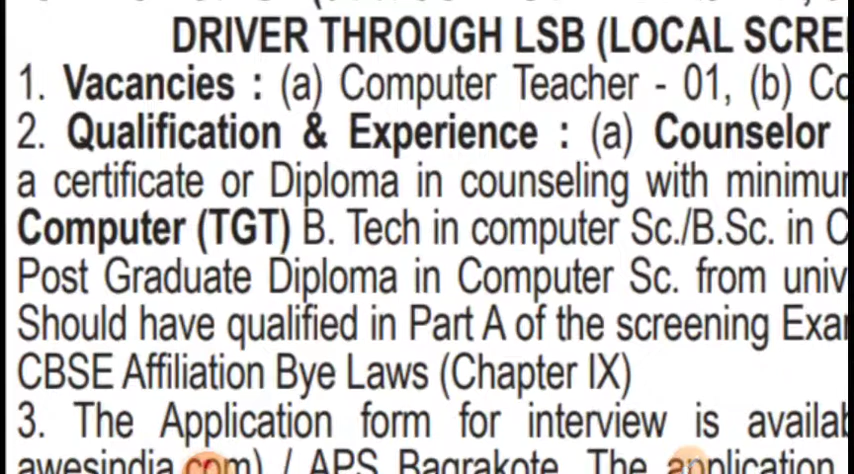 DRIVER THROUGH LSB (LOCAL SCRE
1. Vacancies : (a) Computer Teacher - 01, (b) Co
2. Qualification & Experience : (a) Counselor
a certificate or Diploma in counseling with minimu
Computer (TGT) B. Tech in computer Sc./B.Sc. in C
Post Graduate Diploma in Computer Sc. from univ
Should have qualified in Part A of the screening Exa
CBSE Affiliation Bye Laws (Chapter IX)
3. The Application form for interview is availab
awesindia.com) / APS Bagrakote. The application